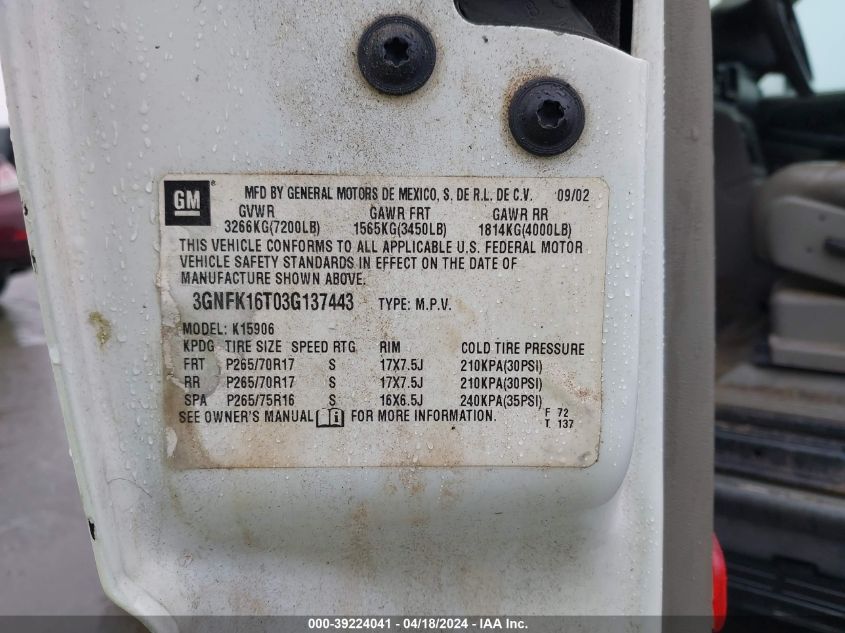 GM® MFD BY GENERAL MOTORS DE MEXICO, S. DE R.L. DE C.V. 09/02
GVWR GAWR FRT GAWR RR
3266KG(7200LB) 1565KG(3450LB) 1814KG(4000LB)
THIS VEHICLE CONFORMS TO ALL APPLICABLE U.S. FEDERAL MOTOR
VEHICLE SAFETY STANDARDS IN EFFECT ON THE DATE OF
MANUFACTURE SHOWN ABOVE.
3GNFK16T03G137443 TYPE: M.P.V.
MODEL: K15906
KPDG TIRE SIZE SPEED RTG RIM COLD TIRE PRESSURE
FRT P265/70R17 S 17X7.5J 210KPA(30PSI)
RR P265/70R17 S 17X7.5J 210KPA(30PSI)
SPA P265/75R16 S 16X6.5J 240KPA(35PSI)
SEE OWNER'S MANUAL FOR MORE INFORMATION. F 72
T 137
000-39224041 - 04/18/2024 - IAA Inc.